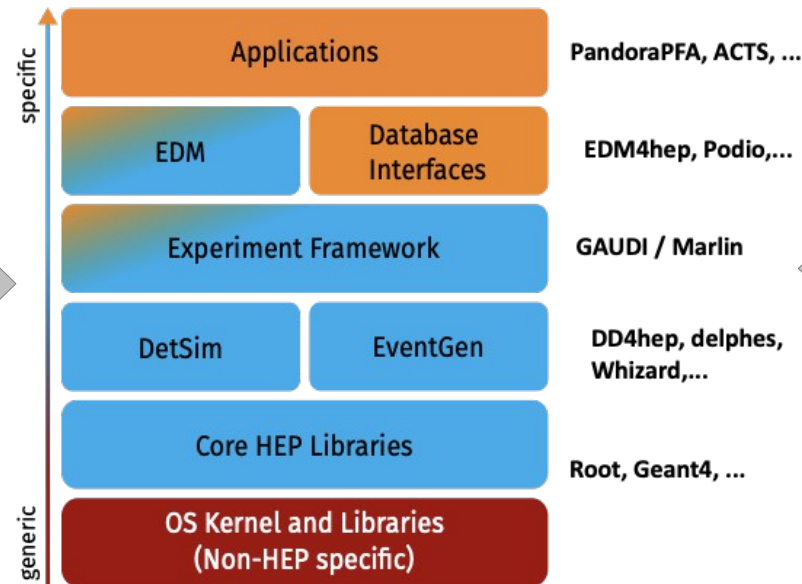 specific
Applications
PandoraPFA, ACTS, ...
EDM
Database
Interfaces
EDM4hep, Podio,...
Experiment Framework
GAUDI / Marlin
DetSim
EventGen
DD4hep, delphes,
Whizard,...
Core HEP Libraries
Root, Geant4, ...
generic
OS Kernel and Libraries
(Non-HEP specific)